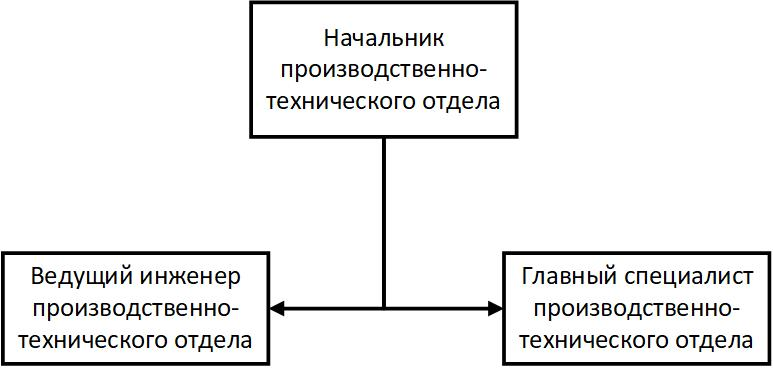 Начальник
производственно-
технического отдела
Ведущий инженер
производственно-
технического отдела
Главный специалист
производственно-
технического отдела